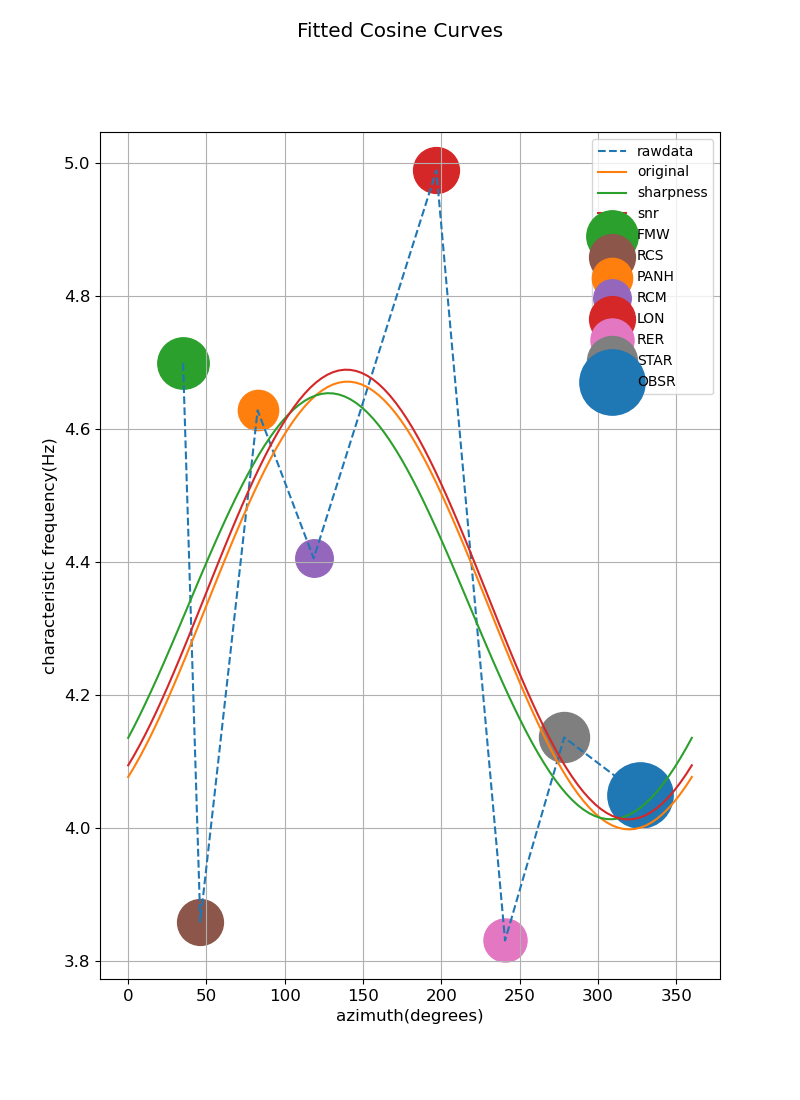 Fitted Cosine Curves
characteristic frequency(Hz)
5.0
4.8
4.6
4.4
4.2
4.0
3.8
rawdata
original
sharpness
snr
FMW
RCS
PANH
RCM
LON
RER
STAR
OBSR
0 50 100 150 200 250 300 350
azimuth(degrees)